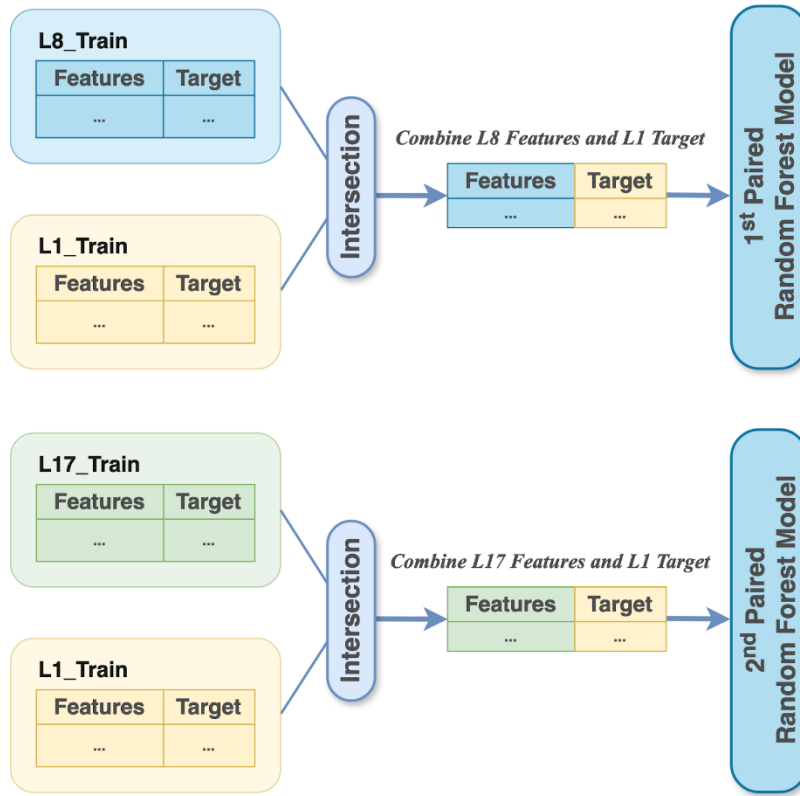 L8_Train
Features Target
... ...
L1_Train
Features Target
... ...
Intersection
Combine L8 Features and L1 Target
Features Target
... ...
1st Paired
Random Forest Model
L17_Train
Features Target
... ...
L1_Train
Features Target
... ...
Intersection
Combine L17 Features and L1 Target
Features Target
... ...
2nd Paired
Random Forest Model